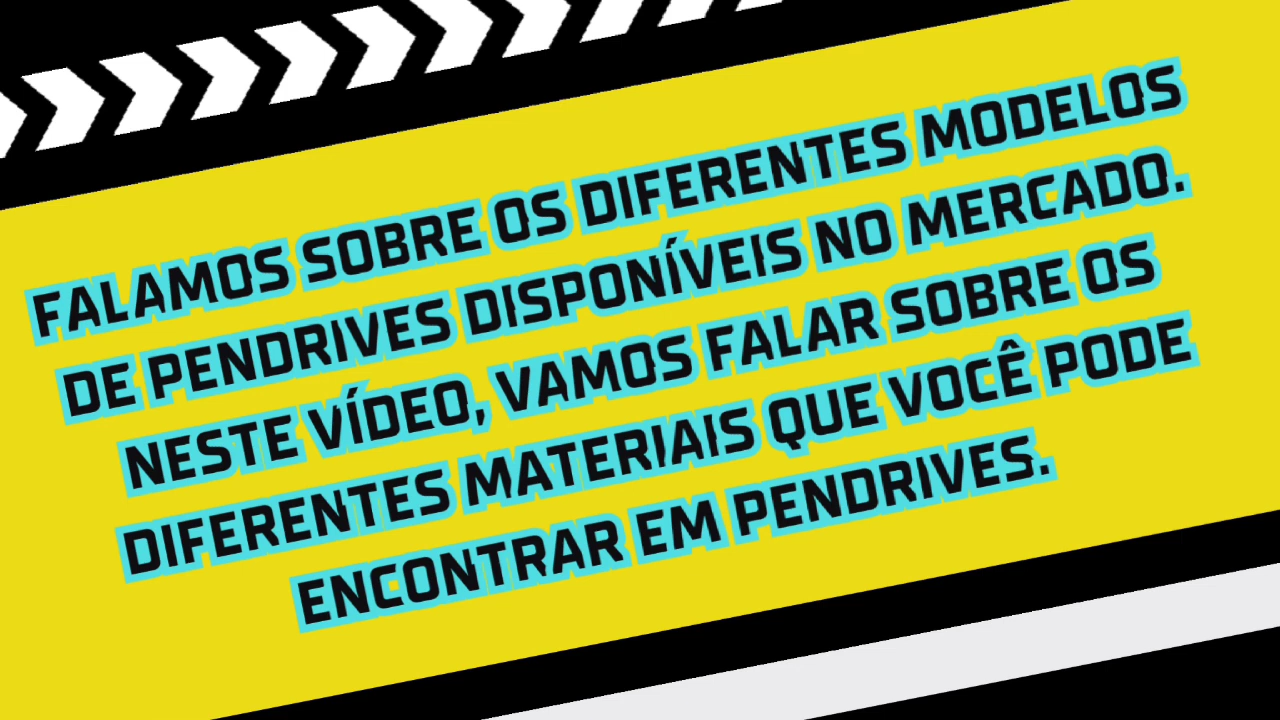 FALAMOS SOBRE OS DIFERENTES MODELOS
DE PENDRIVES DISPONÍVEIS NO MERCADO.
NESTE VÍDEO, VAMOS FALAR SOBRE OS
DIFERENTES MATERIAIS QUE VOCÊ PODE
ENCONTRAR EM PENDRIVES.